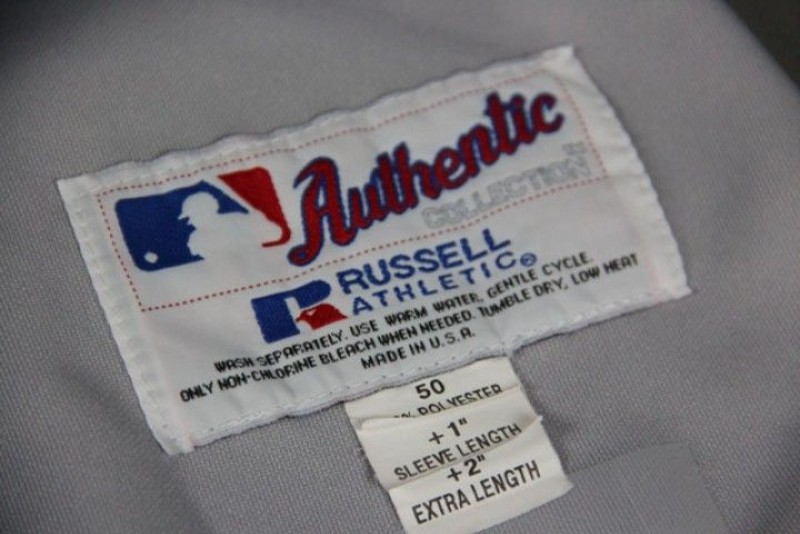 Authentic
COLLECTION™
RUSSELL
ATHLETIC®
WASH SEPARATELY. USE WARM WATER, GENTLE CYCLE.
ONLY NON-CHLORINE BLEACH WHEN NEEDED. TUMBLE DRY, LOW HEAT
MADE IN U.S.A.
50
% POLYESTER
+1"
SLEEVE LENGTH
+2"
EXTRA LENGTH